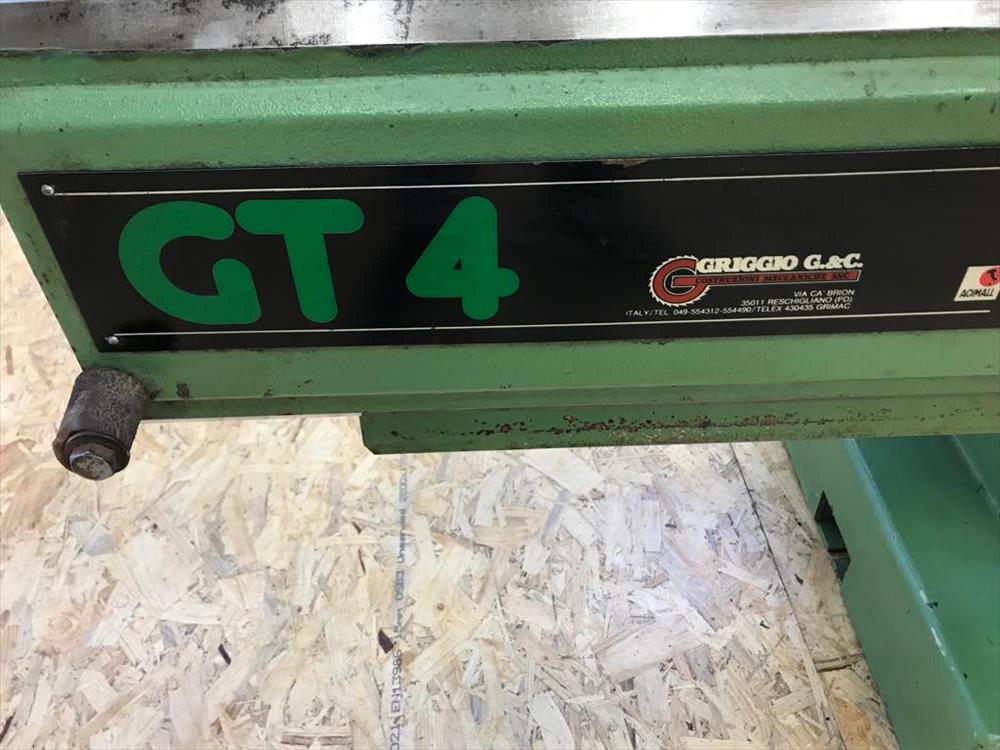 GT 4
GRIGGIO G.&C.
COSTRUZIONI MECCANICHE SNC
VIA CA' BRION
35011 RESCHIGLIANO (PD)
ITALY/TEL 049-554312-554490/TELEX 430435 GRIMAC
ACIMALL